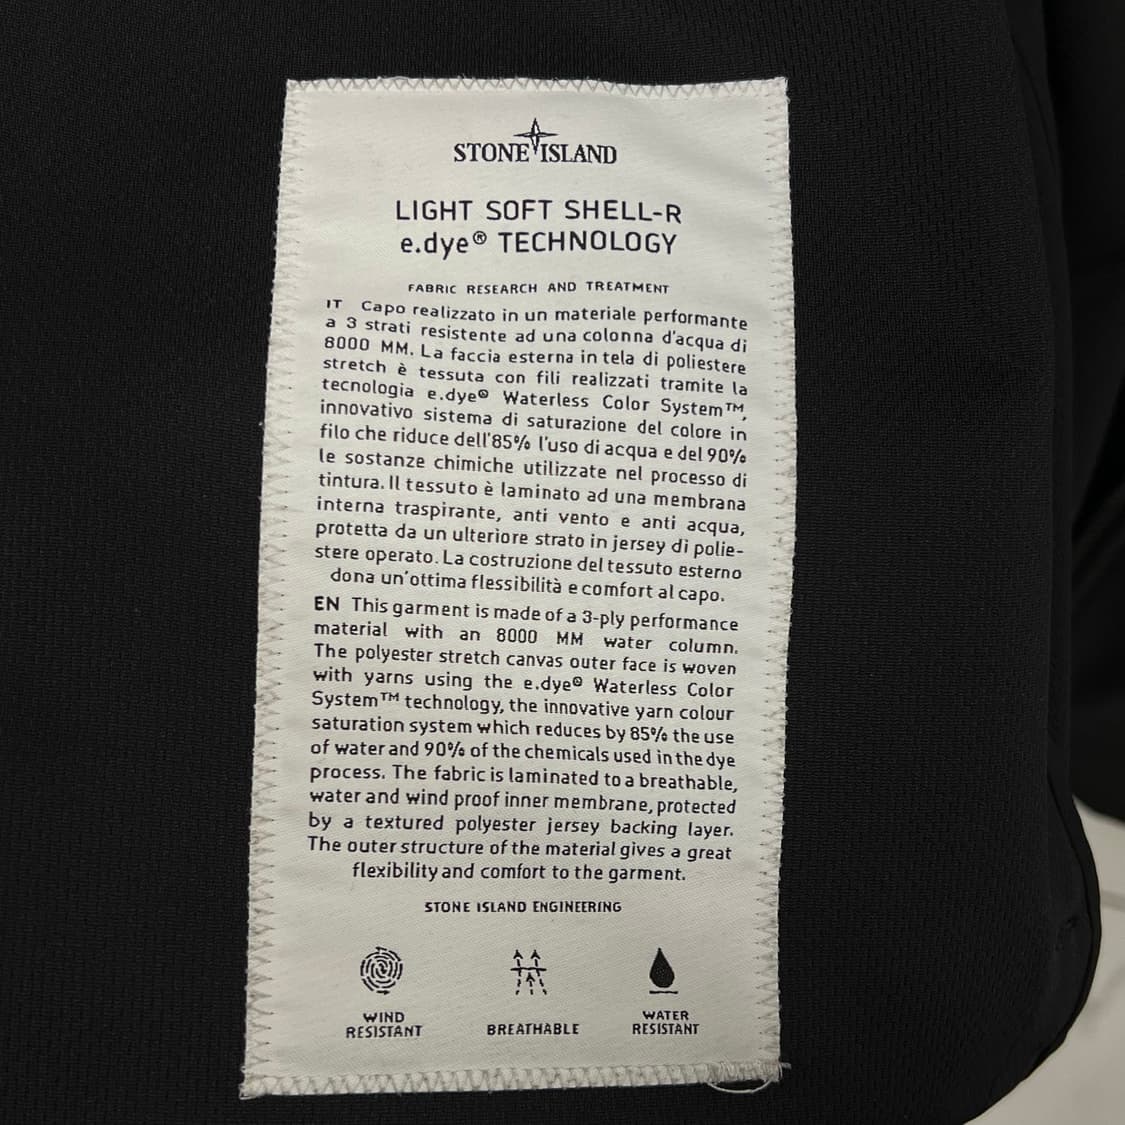 STONE ISLAND
LIGHT SOFT SHELL-R
e.dye® TECHNOLOGY
FABRIC RESEARCH AND TREATMENT
IT Capo realizzato in un materiale performante
a 3 strati resistente ad una colonna d'acqua di
8000 MM. La faccia esterna in tela di poliestere
stretch è tessuta con fili realizzati tramite la
tecnologia e.dye® Waterless Color System™,
innovativo sistema di saturazione del colore in
filo che riduce dell'85% l'uso di acqua e del 90%
le sostanze chimiche utilizzate nel processo di
tintura. Il tessuto è laminato ad una membrana
interna traspirante, anti vento e anti acqua,
protetta da un ulteriore strato in jersey di polie-
stere operato. La costruzione del tessuto esterno
dona un'ottima flessibilità e comfort al capo.
EN This garment is made of a 3-ply performance
material with an 8000 MM water column.
The polyester stretch canvas outer face is woven
with yarns using the e.dye® Waterless Color
System™ technology, the innovative yarn colour
saturation system which reduces by 85% the use
of water and 90% of the chemicals used in the dye
process. The fabric is laminated to a breathable,
water and wind proof inner membrane, protected
by a textured polyester jersey backing layer.
The outer structure of the material gives a great
flexibility and comfort to the garment.
STONE ISLAND ENGINEERING
WIND
RESISTANT
BREATHABLE
WATER
RESISTANT